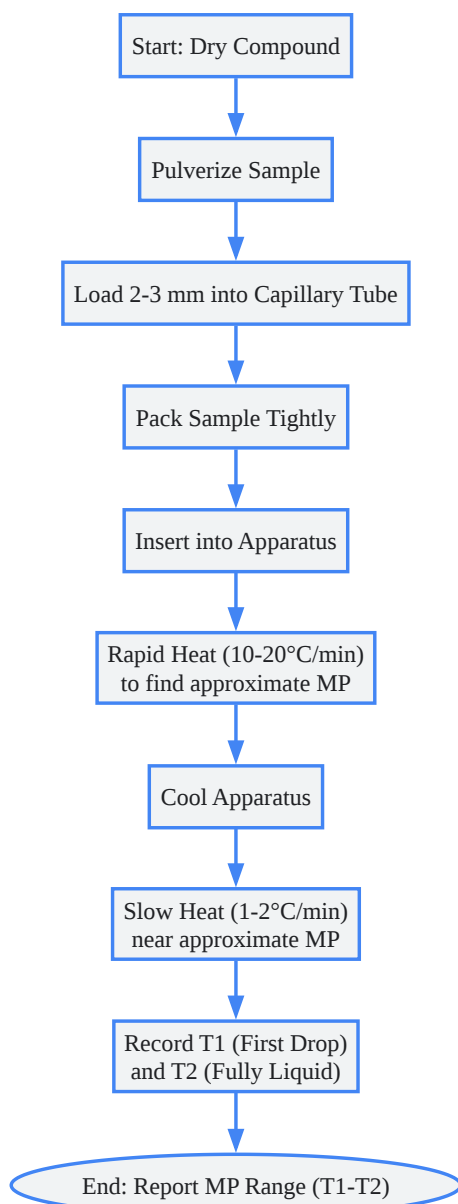 Start: Dry Compound
Pulverize Sample
Load 2-3 mm into Capillary Tube
Pack Sample Tightly
Insert into Apparatus
Rapid Heat (10-20°C/min)
to find approximate MP
Cool Apparatus
Slow Heat (1-2°C/min)
near approximate MP
Record T1 (First Drop)
and T2 (Fully Liquid)
End: Report MP Range (T1-T2)